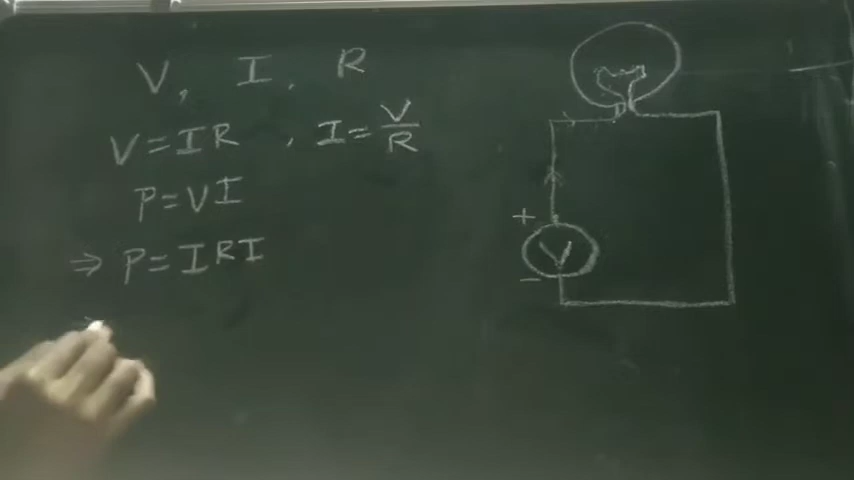 V, I, R
V = IR , I = V/R
P = VI
⇒ P = IRI
+
V
−